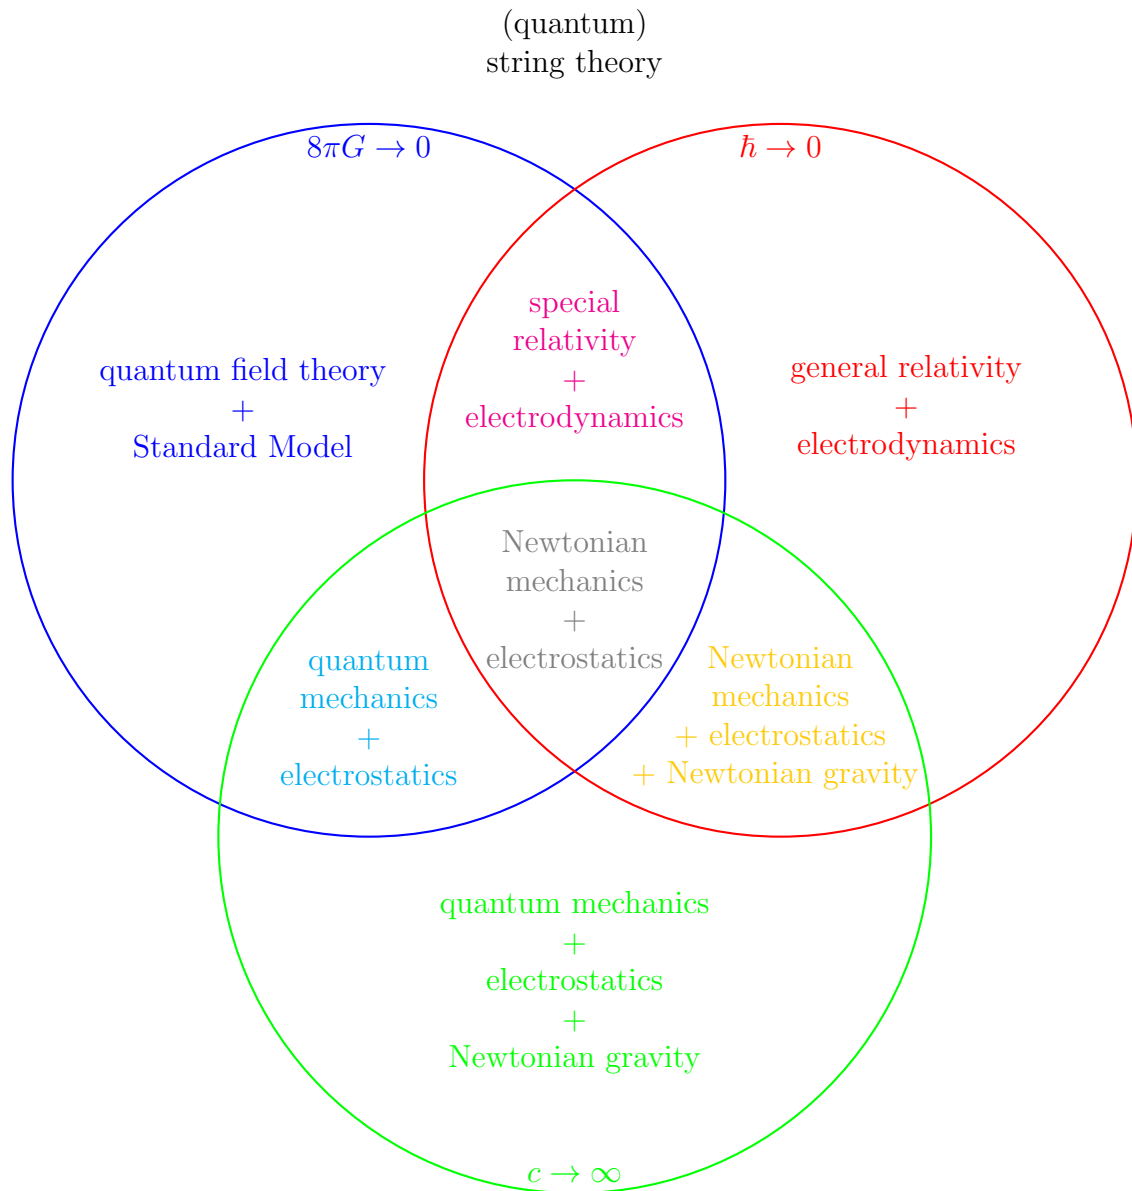 (quantum)
string theory
8πG → 0
ħ → 0
special
relativity
+
electrodynamics
quantum field theory
+
Standard Model
general relativity
+
electrodynamics
Newtonian
mechanics
+
electrostatics
quantum
mechanics
+
electrostatics
Newtonian
mechanics
+ electrostatics
+ Newtonian gravity
quantum mechanics
+
electrostatics
+
Newtonian gravity
c → ∞